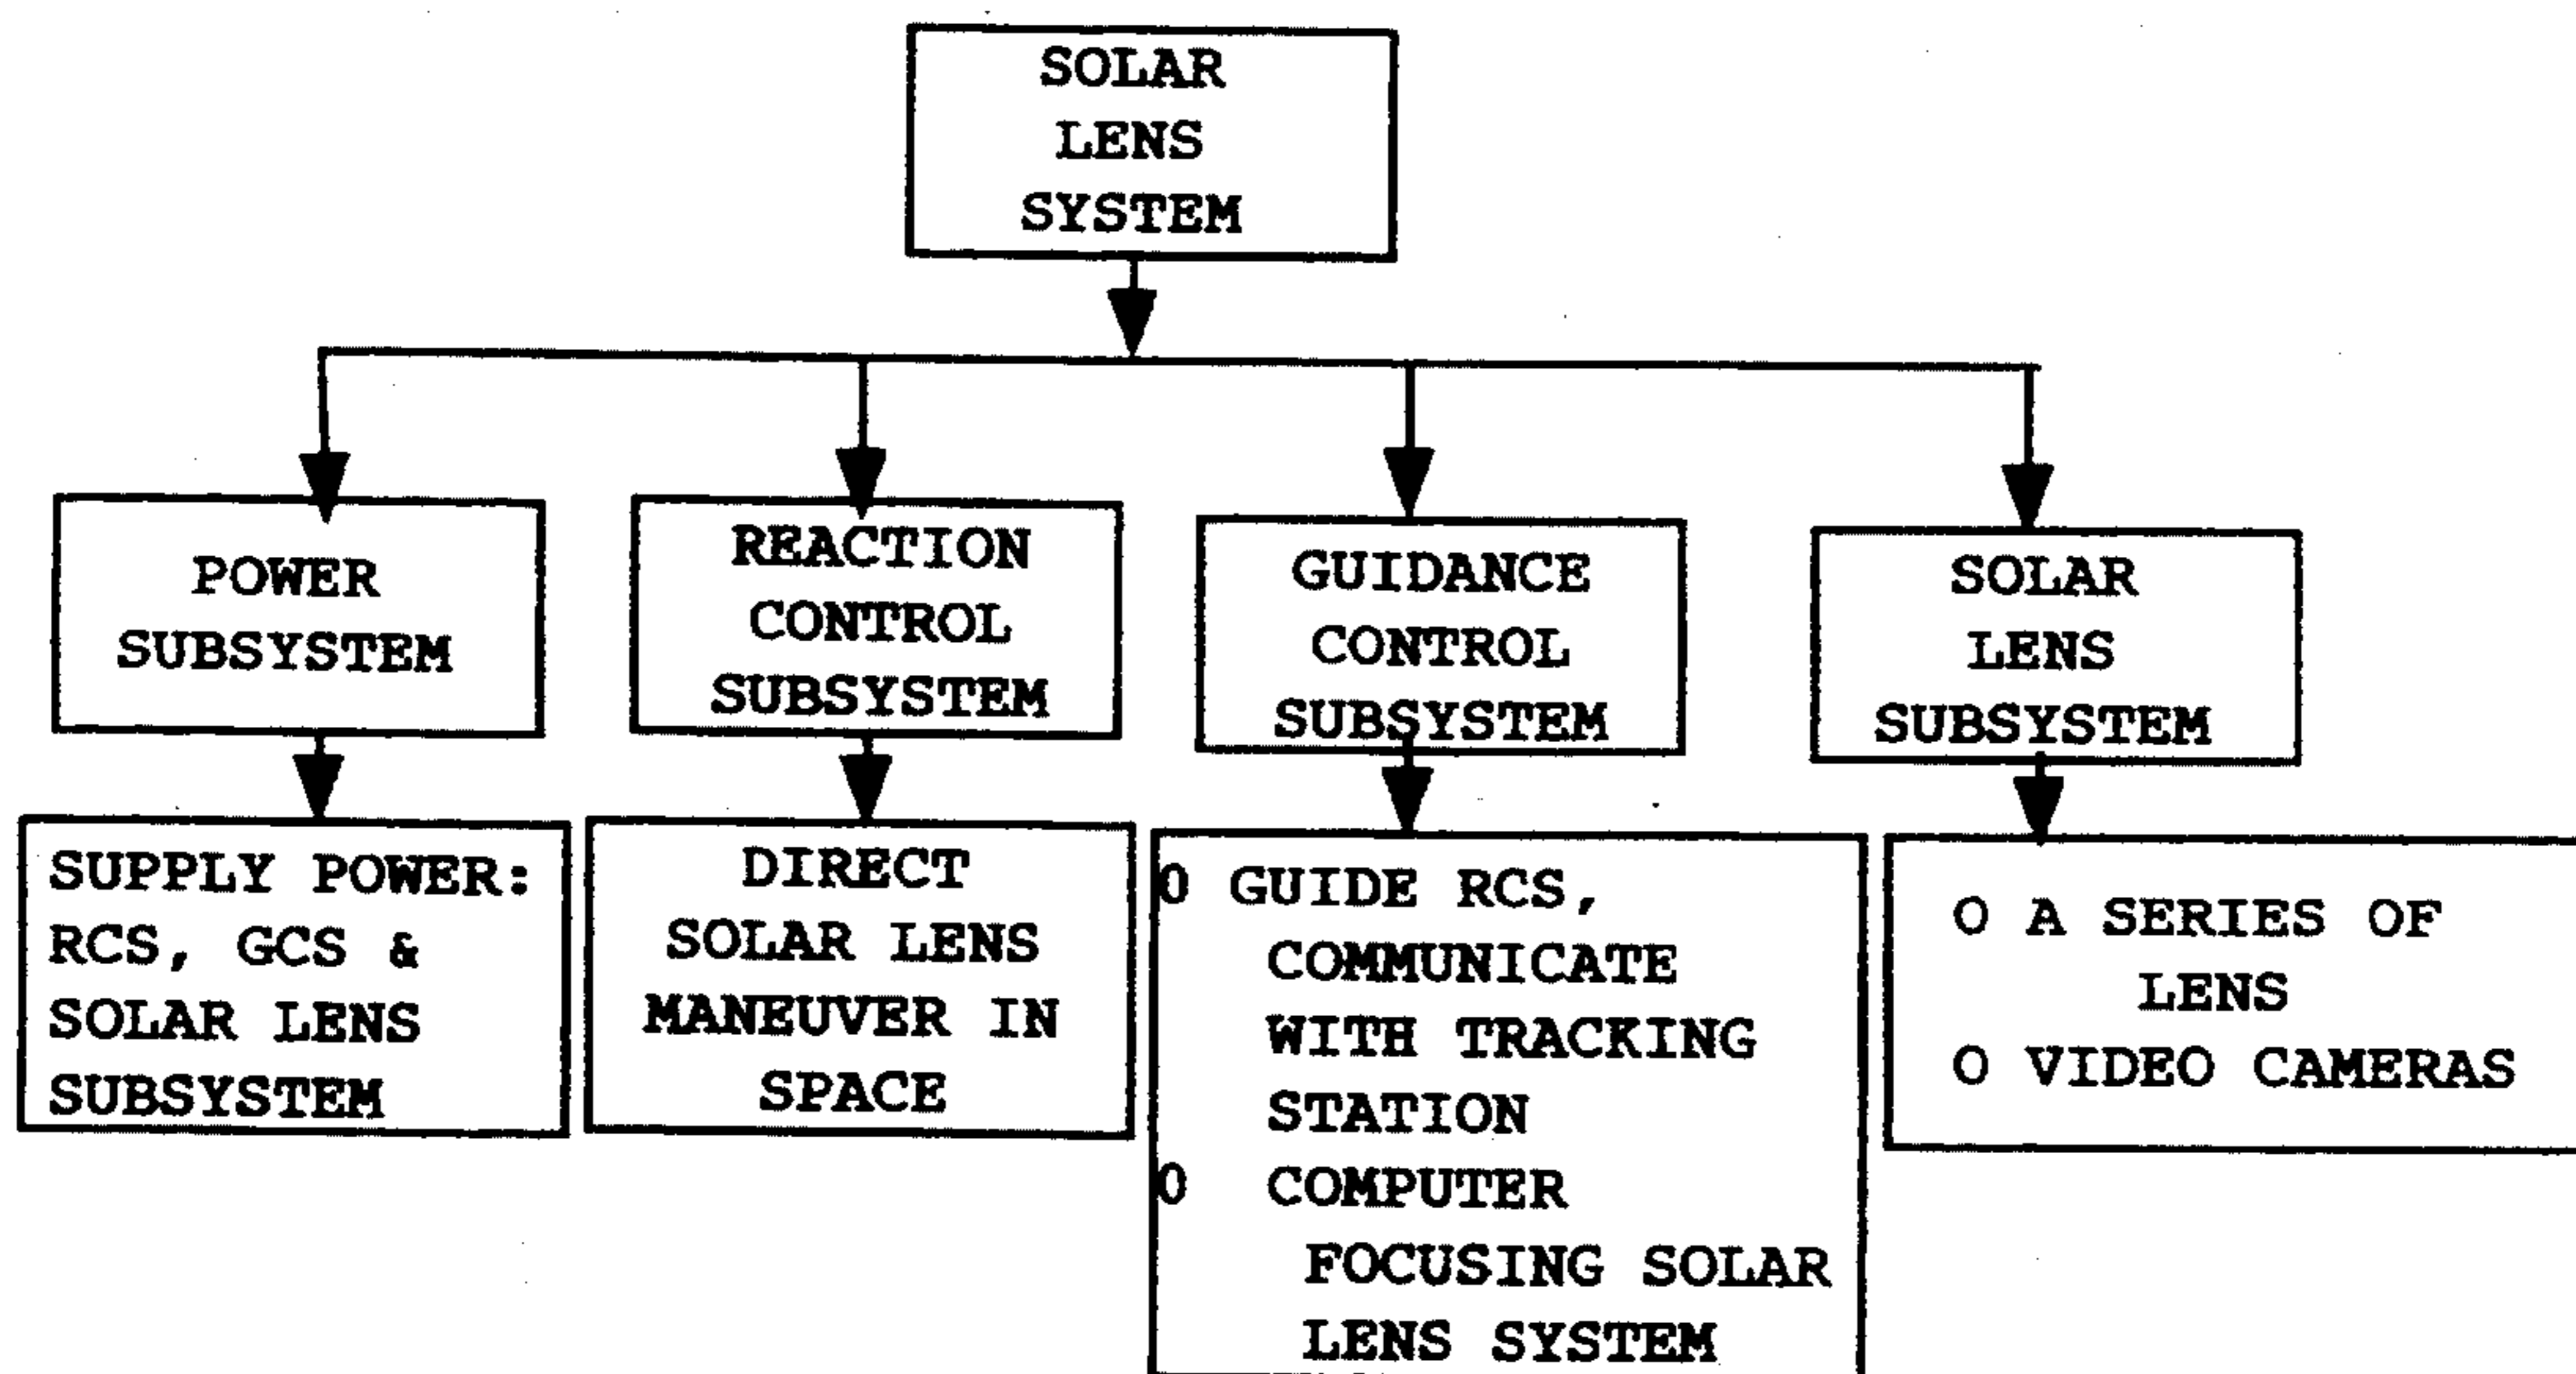 SOLAR
LENS
SYSTEM
POWER
SUBSYSTEM
REACTION
CONTROL
SUBSYSTEM
GUIDANCE
CONTROL
SUBSYSTEM
SOLAR
LENS
SUBSYSTEM
SUPPLY POWER:
RCS, GCS &
SOLAR LENS
SUBSYSTEM
DIRECT
SOLAR LENS
MANEUVER IN
SPACE
O GUIDE RCS,
COMMUNICATE
WITH TRACKING
STATION
O COMPUTER
FOCUSING SOLAR
LENS SYSTEM
O A SERIES OF
LENS
O VIDEO CAMERAS